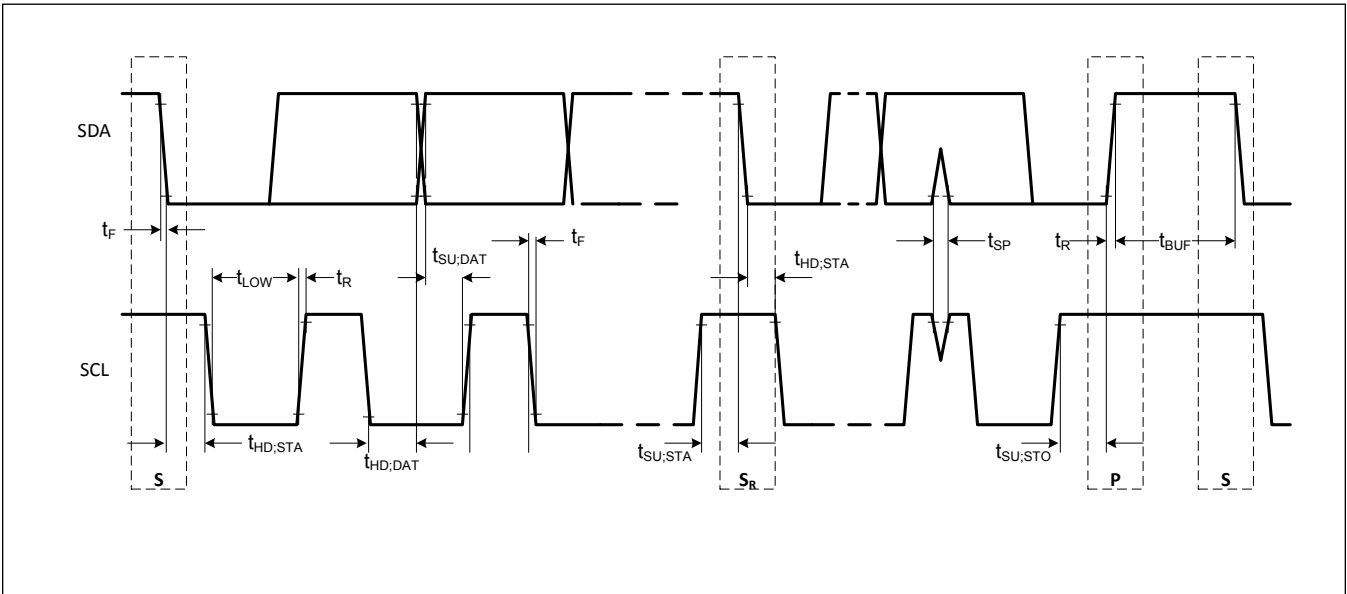 SDA
tF
tSU;DAT
tF
tSP
tR
tBUF
tLOW
tR
tHD;STA
SCL
tHD;STA
tHD;DAT
tSU;STA
tSU;STO
S
SR
P
S